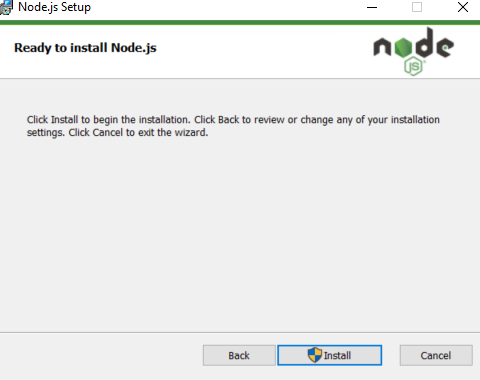 Node.js Setup
Ready to install Node.js
node
JS
Click Install to begin the installation. Click Back to review or change any of your installation
settings. Click Cancel to exit the wizard.
Back
Install
Cancel